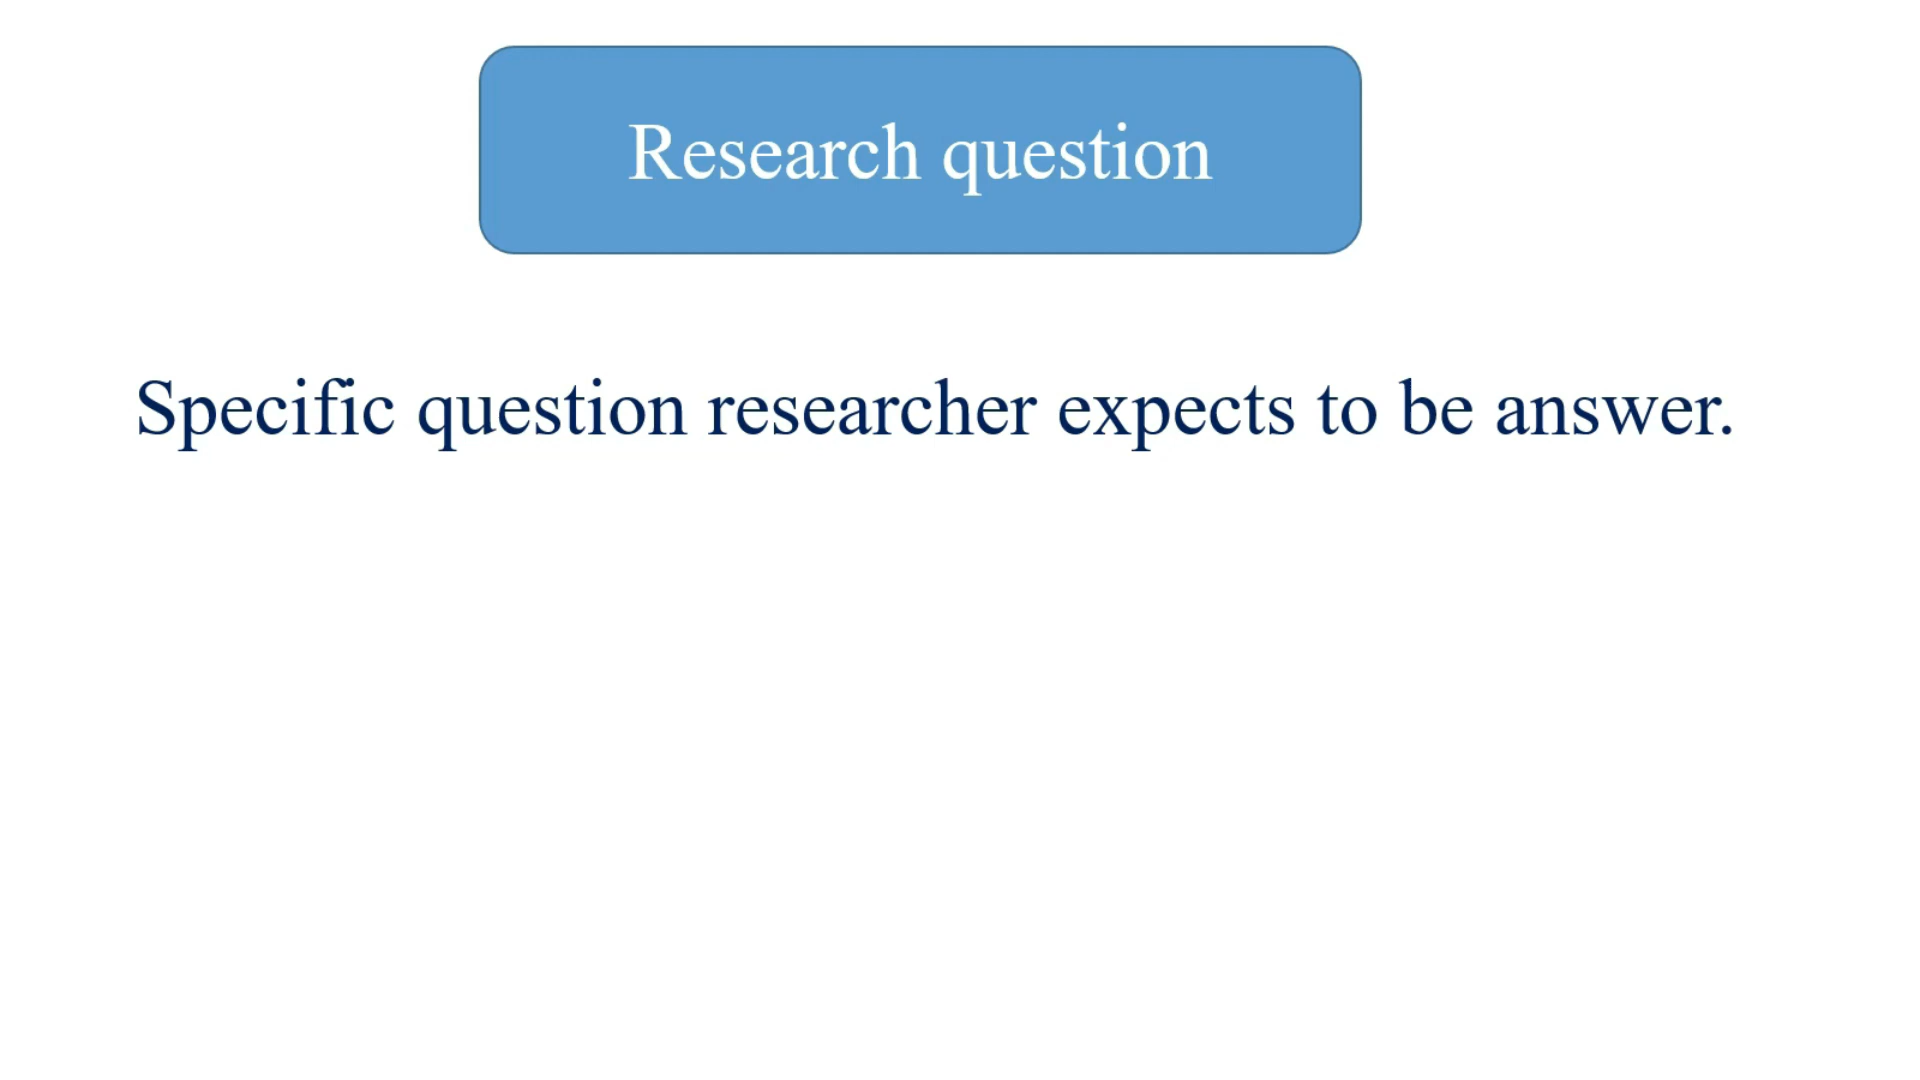 Research question
Specific question researcher expects to be answer.